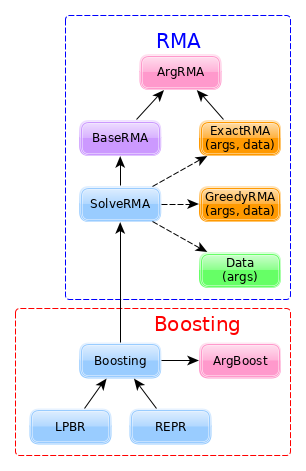 RMA
ArgRMA
BaseRMA
ExactRMA
(args, data)
SolveRMA
GreedyRMA
(args, data)
Data
(args)
Boosting
Boosting
ArgBoost
LPBR
REPR